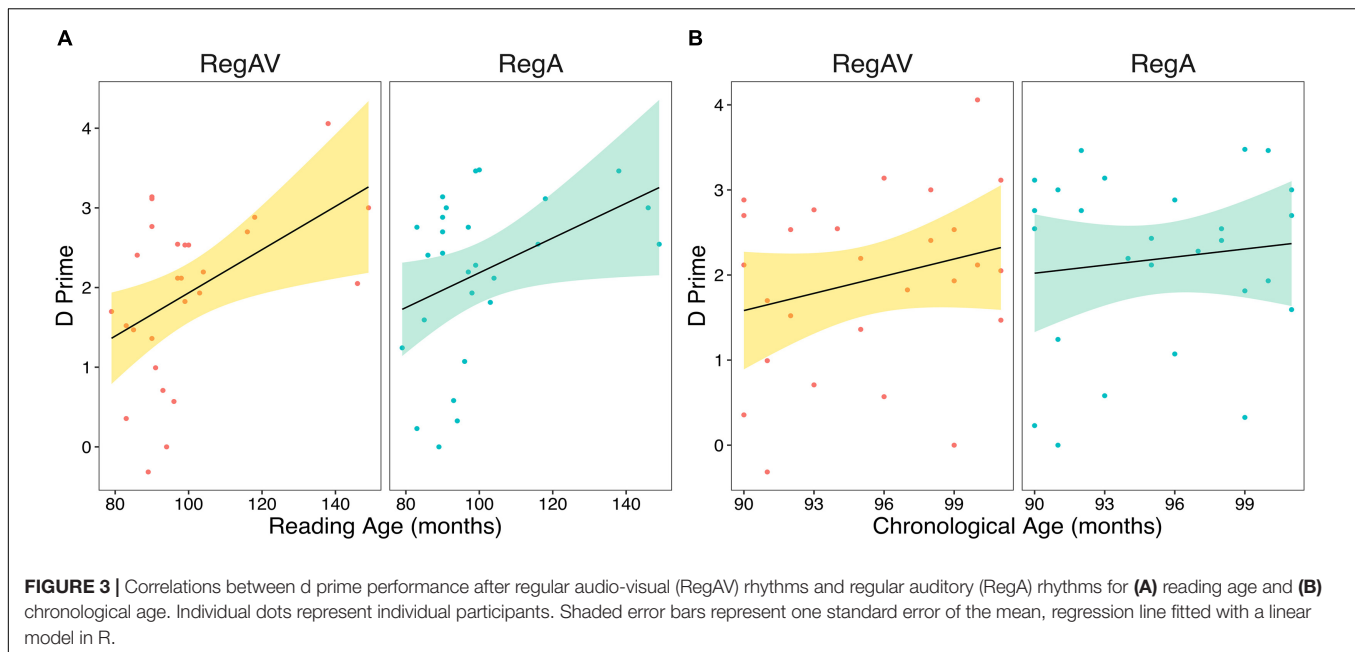 A
B
RegAV
RegA
RegAV
RegA
D Prime
4
3
2
1
0
80 100 120 140
80 100 120 140
Reading Age (months)
D Prime
4
3
2
1
0
90 93 96 99
90 93 96 99
Chronological Age (months)
FIGURE 3 | Correlations between d prime performance after regular audio-visual (RegAV) rhythms and regular auditory (RegA) rhythms for (A) reading age and (B)
chronological age. Individual dots represent individual participants. Shaded error bars represent one standard error of the mean, regression line fitted with a linear
model in R.